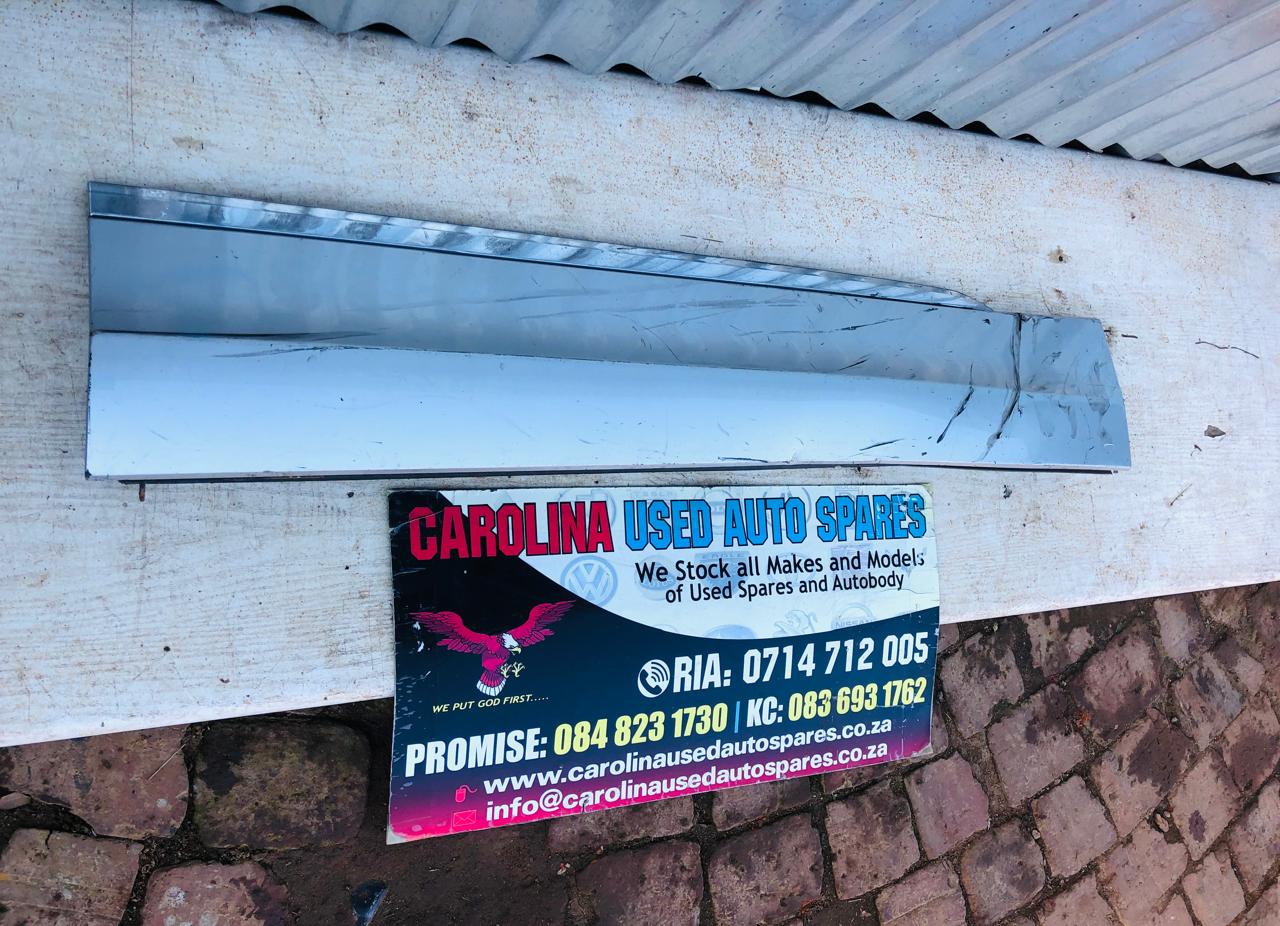 CAROLINA USED AUTO SPARES
We Stock all Makes and Models
of Used Spares and Autobody
WE PUT GOD FIRST.....
RIA: 0714 712 005
PROMISE: 084 823 1730 | KC: 083 693 1762
www.carolinausedautospares.co.za
info@carolinausedautospares.co.za